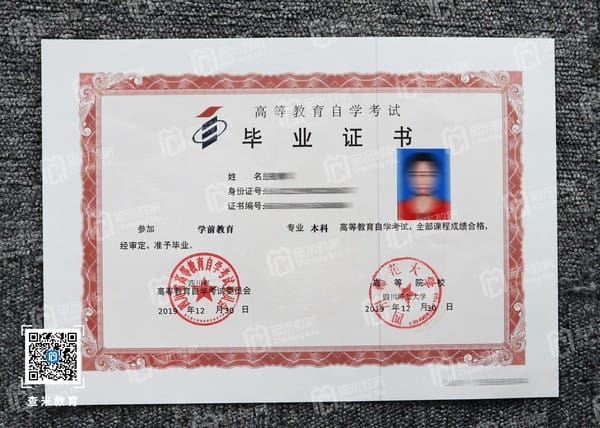 高等教育自学考试
毕业证书
姓 名:
身份证号:
证书编号:
参加 学前教育 专业 本科 高等教育自学考试,全部课程成绩合格,
经审定,准予毕业。
四川省
高等教育自学考试委员会
2019 年 12 月 30 日
高等院校
四川师范大学
2019 年 12 月 30 日
查米教育